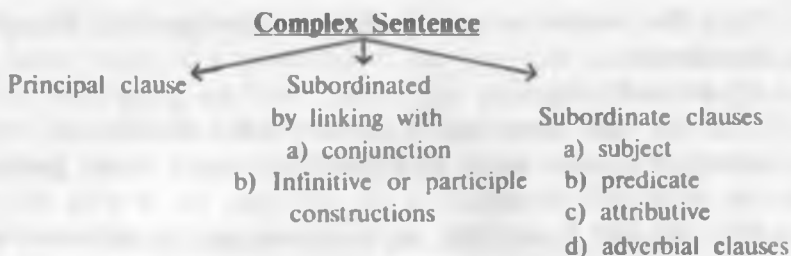 Complex Sentence
Principal clause
Subordinated
by linking with
a) conjunction
b) Infinitive or participle
constructions
Subordinate clauses
a) subject
b) predicate
c) attributive
d) adverbial clauses